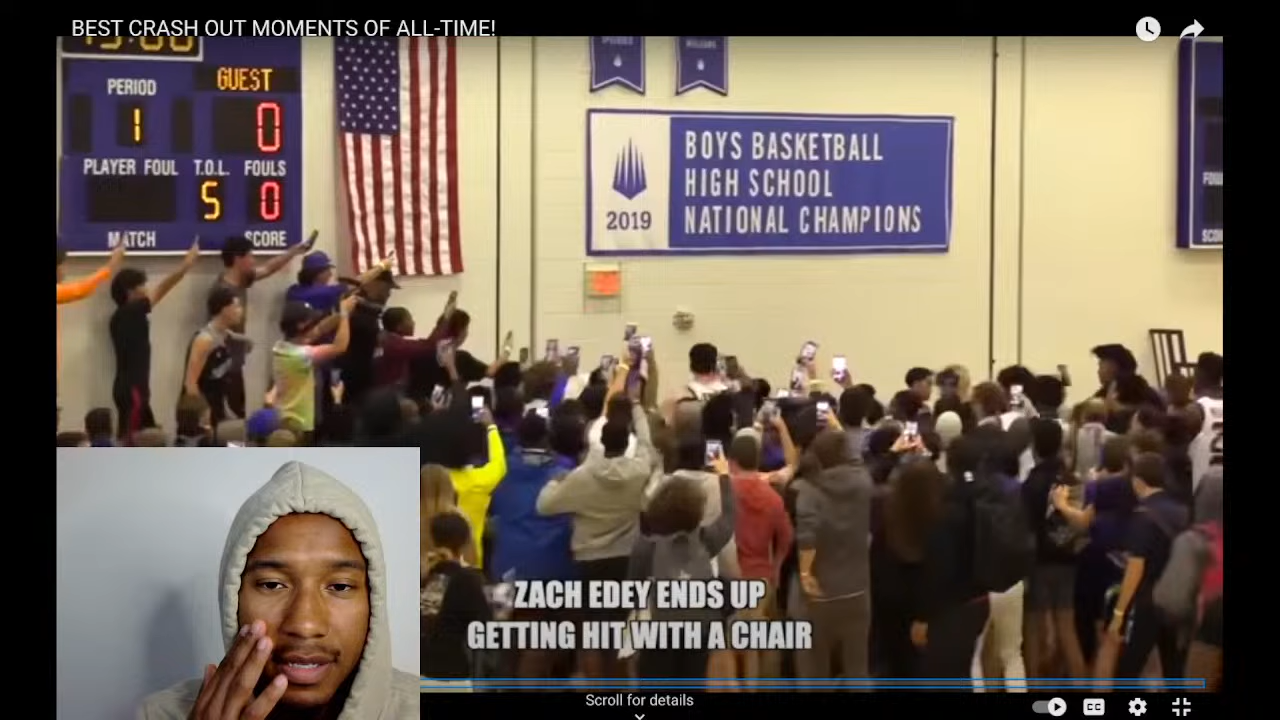 BEST CRASH OUT MOMENTS OF ALL-TIME!
PERIOD
GUEST
1
0
PLAYER FOUL
T.O.L.
FOULS
5
0
MATCH
SCORE
BOYS BASKETBALL
HIGH SCHOOL
NATIONAL CHAMPIONS
2019
ZACH EDEY ENDS UP
GETTING HIT WITH A CHAIR
Scroll for details
CC